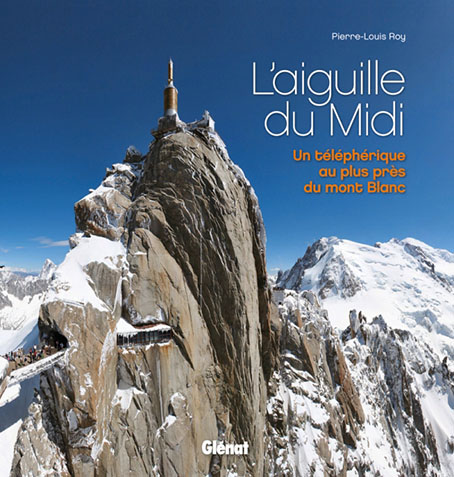 Pierre-Louis Roy
L'aiguille
du Midi
Un téléphérique
au plus près
du mont Blanc
Glénat